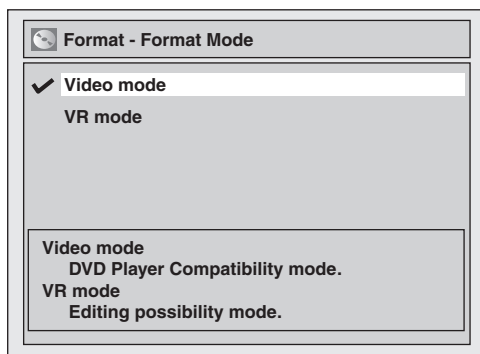 Format - Format Mode
Video mode
VR mode
Video mode
DVD Player Compatibility mode.
VR mode
Editing possibility mode.